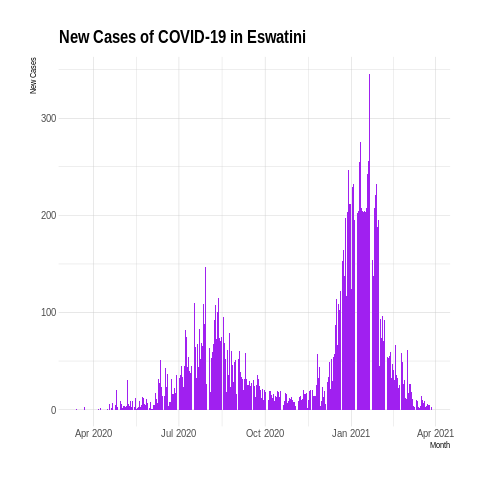 New Cases of COVID-19 in Eswatini
New Cases
300
200
100
0
Apr 2020
Jul 2020
Oct 2020
Jan 2021
Apr 2021
Month